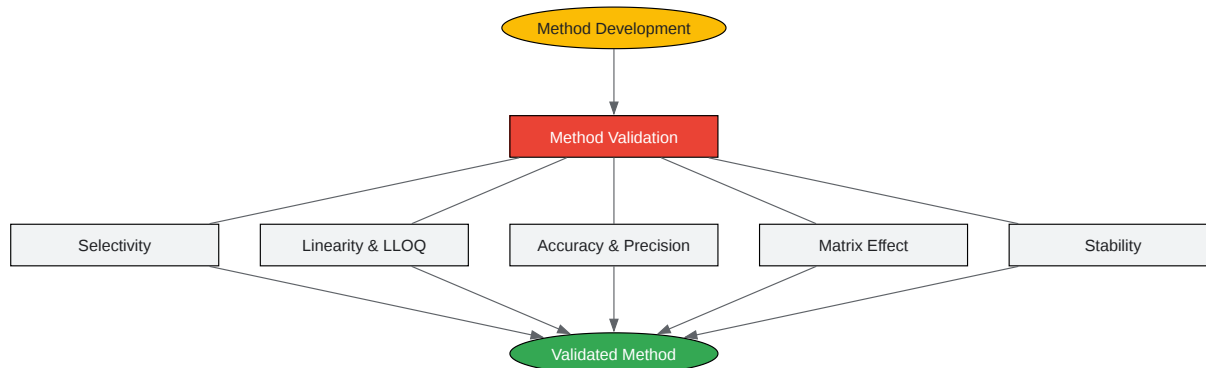 Method Development
Method Validation
Selectivity
Linearity & LLOQ
Accuracy & Precision
Matrix Effect
Stability
Validated Method